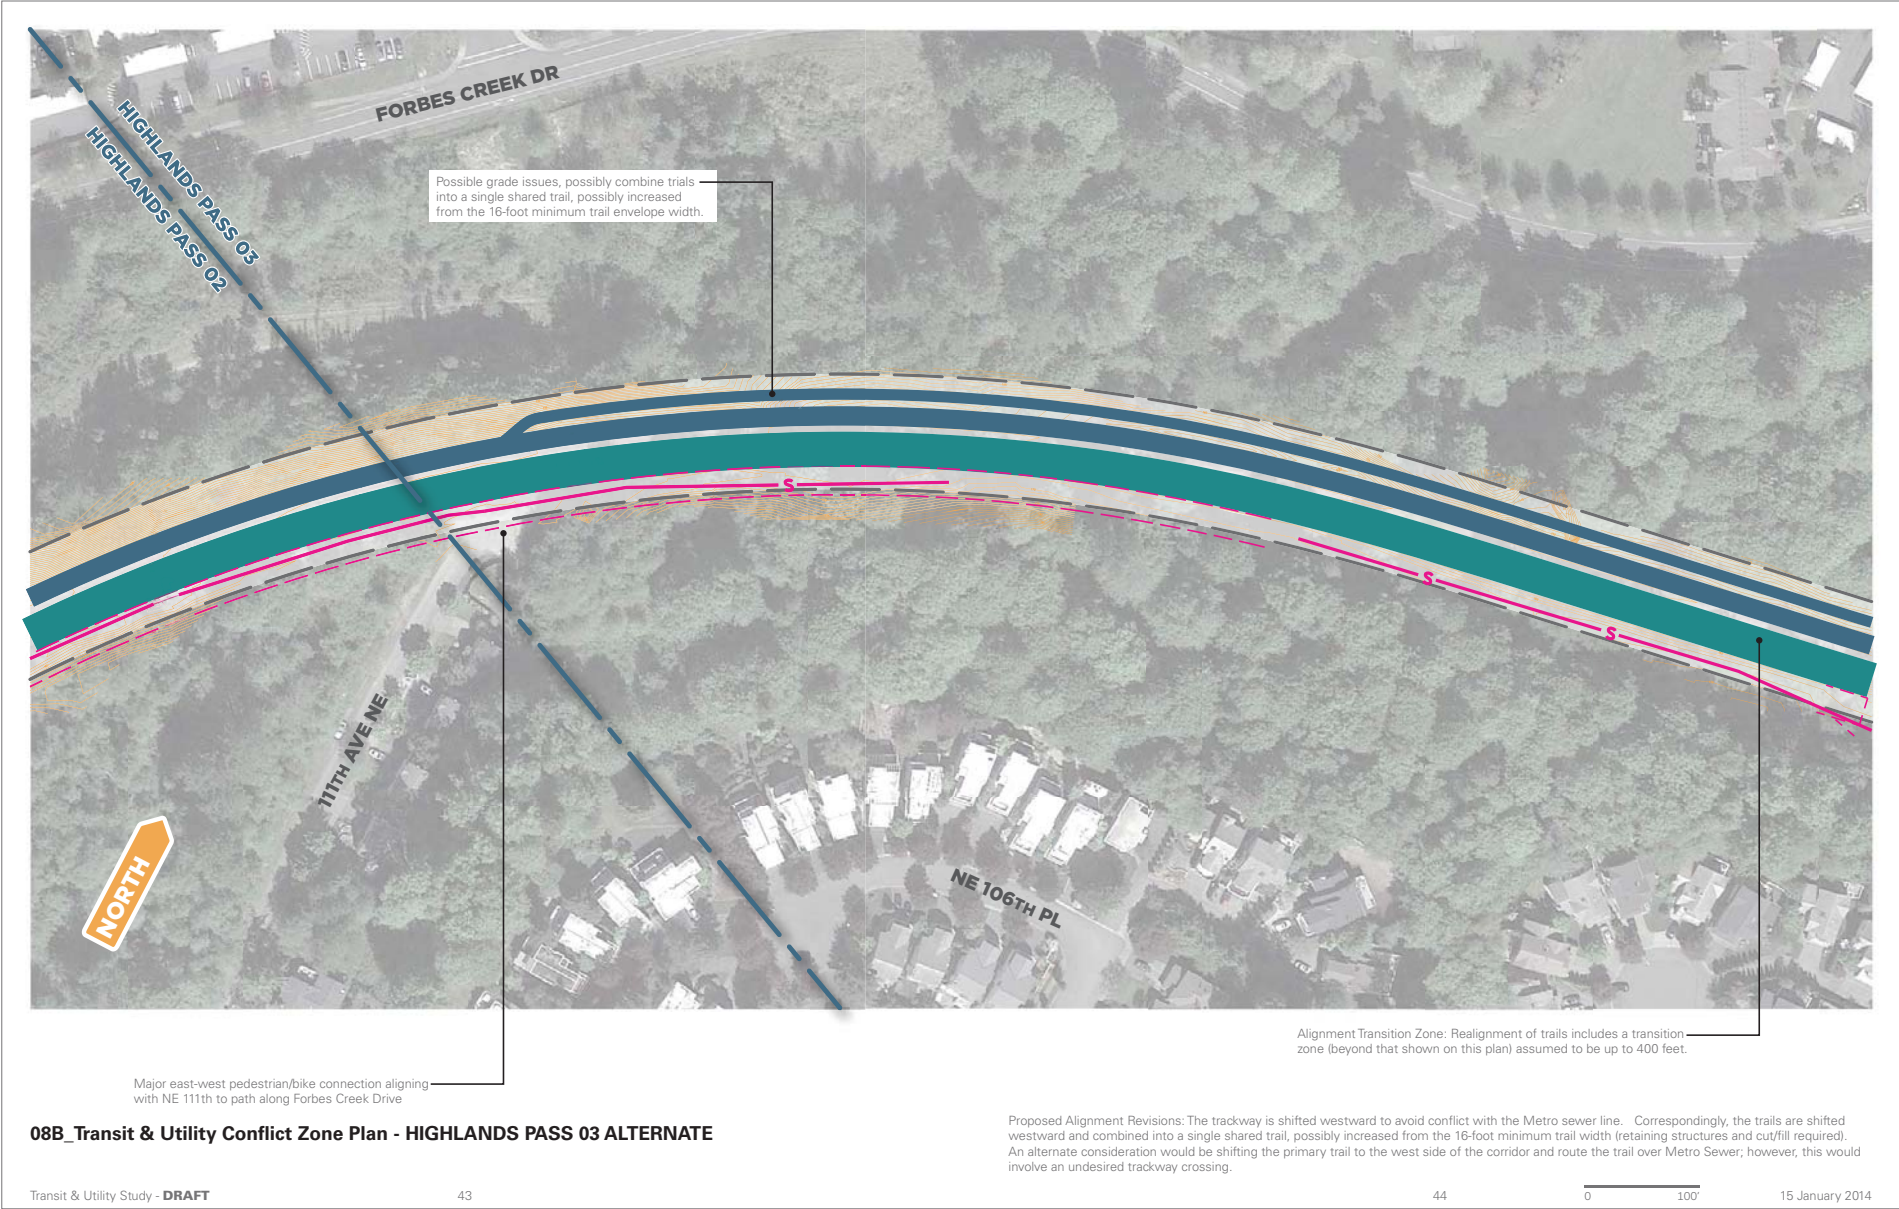 FORBES CREEK DR
HIGHLANDS PASS 03
HIGHLANDS PASS 02
Possible grade issues, possibly combine trials
into a single shared trail, possibly increased
from the 16-foot minimum trail envelope width.
S
S
S
111TH AVE NE
NORTH
NE 106TH PL
Alignment Transition Zone: Realignment of trails includes a transition
zone (beyond that shown on this plan) assumed to be up to 400 feet.
Major east-west pedestrian/bike connection aligning
with NE 111th to path along Forbes Creek Drive
08B_Transit & Utility Conflict Zone Plan - HIGHLANDS PASS 03 ALTERNATE
Proposed Alignment Revisions: The trackway is shifted westward to avoid conflict with the Metro sewer line. Correspondingly, the trails are shifted
westward and combined into a single shared trail, possibly increased from the 16-foot minimum trail width (retaining structures and cut/fill required).
An alternate consideration would be shifting the primary trail to the west side of the corridor and route the trail over Metro Sewer; however, this would
involve an undesired trackway crossing.
Transit & Utility Study - DRAFT
43
44
0 100'
15 January 2014